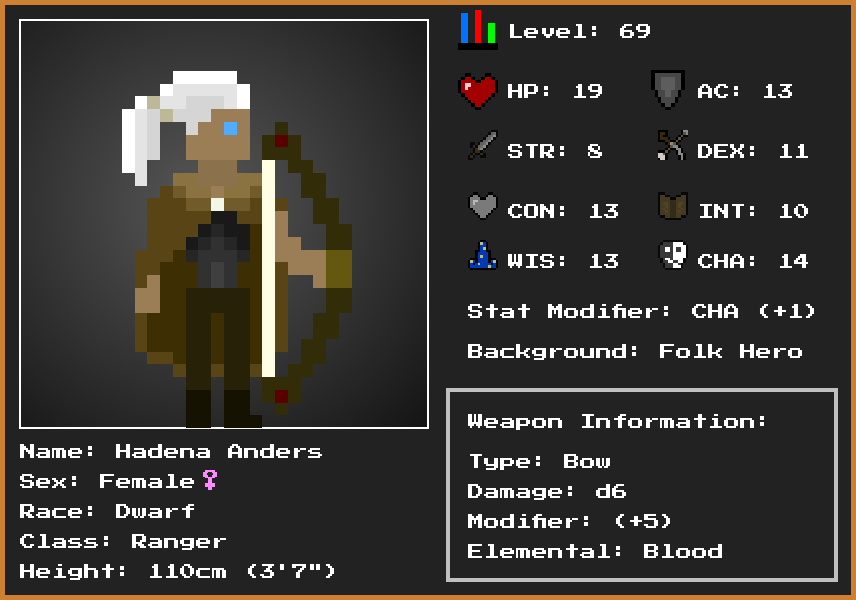 Level: 69
HP: 19 AC: 13
STR: 8 DEX: 11
CON: 13 INT: 10
WIS: 13 CHA: 14
Stat Modifier: CHA (+1)
Background: Folk Hero
Weapon Information:
Type: Bow
Damage: d6
Modifier: (+5)
Elemental: Blood
Name: Hadena Anders
Sex: Female♀
Race: Dwarf
Class: Ranger
Height: 110cm (3'7")